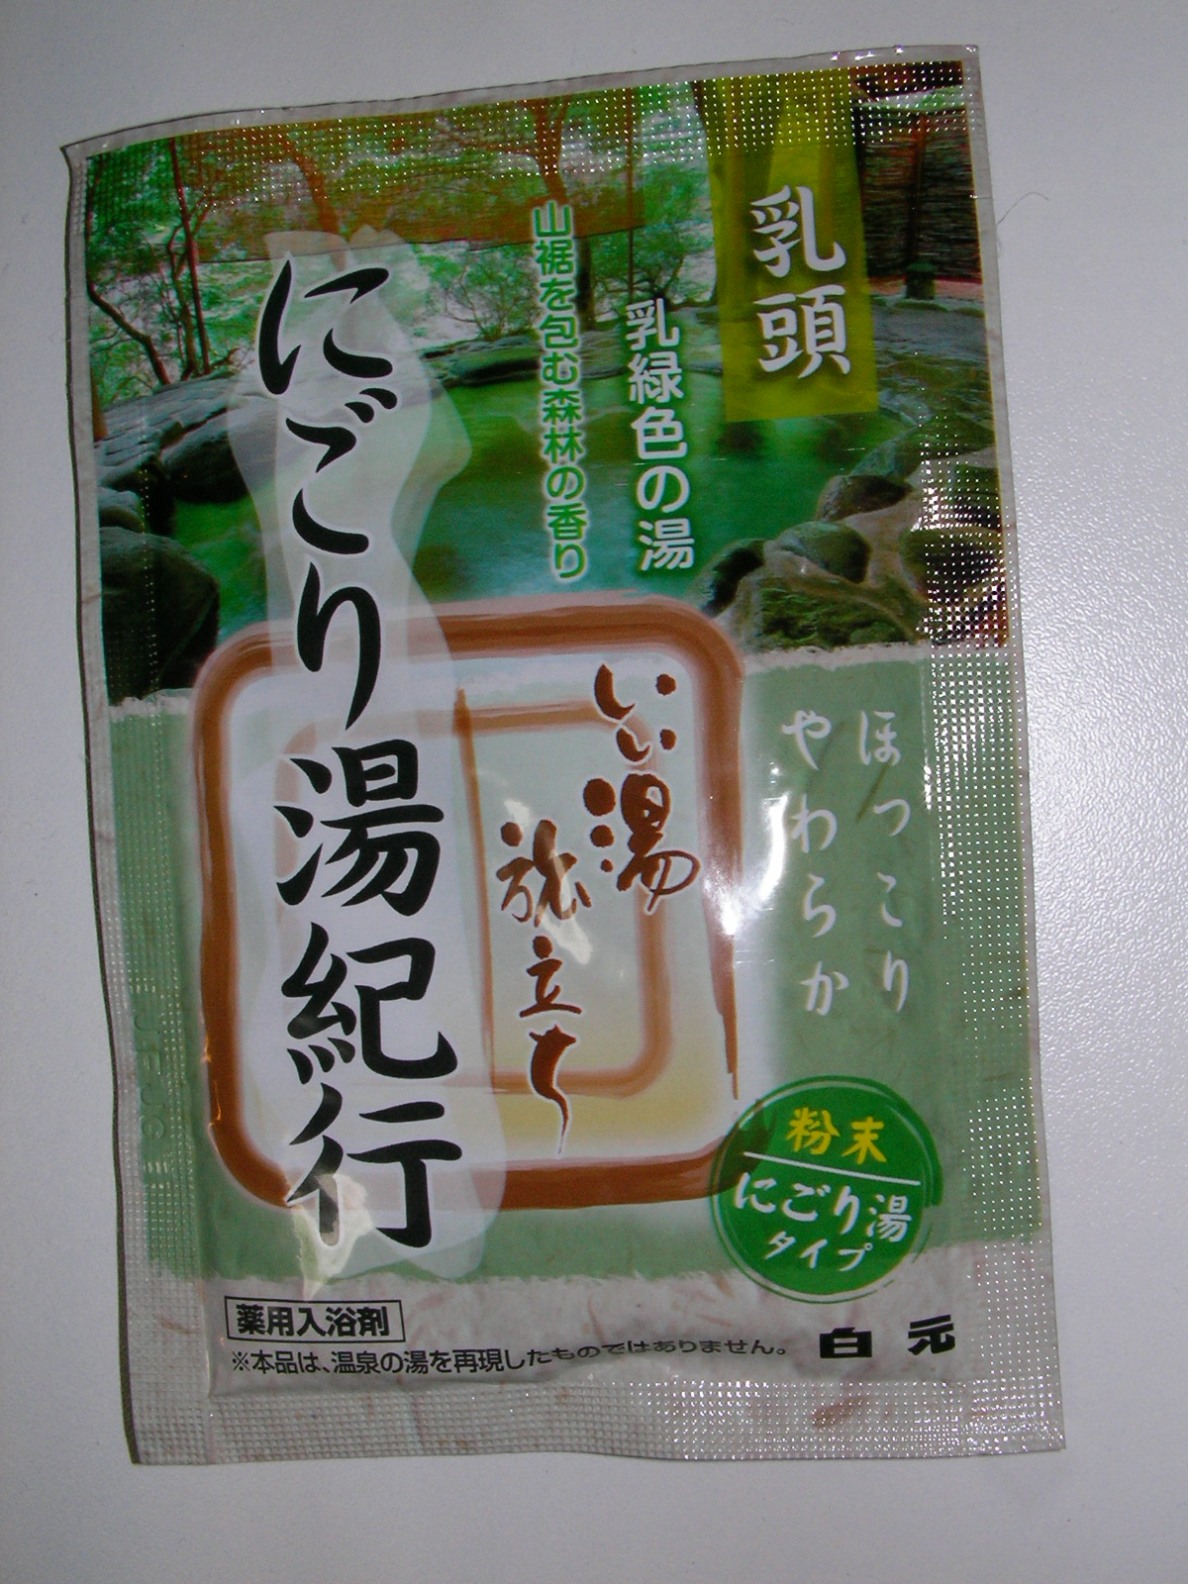 乳頭
乳緑色の湯
山裾を包む森林の香り
にごり湯紀行
いい湯
旅立ち
ほっこり
やわらか
粉末
にごり湯
タイプ
薬用入浴剤
※本品は、温泉の湯を再現したものではありません。
白元